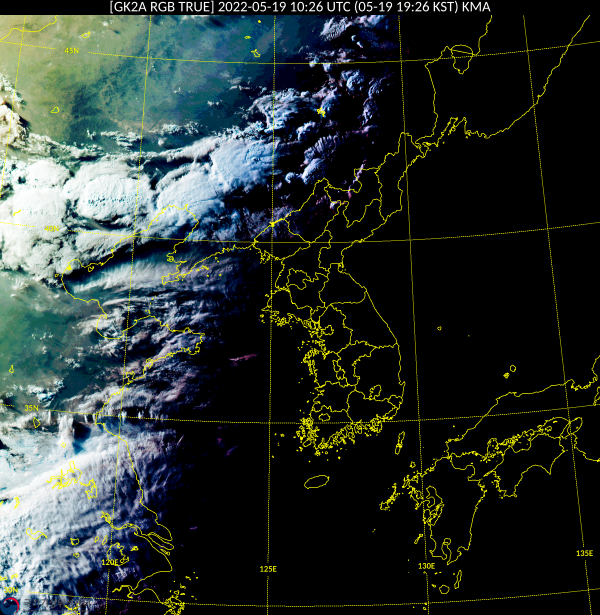 [GK2A RGB TRUE] 2022-05-19 10:26 UTC (05-19 19:26 KST) KMA
45N
35N
120E
125E
130E
135E